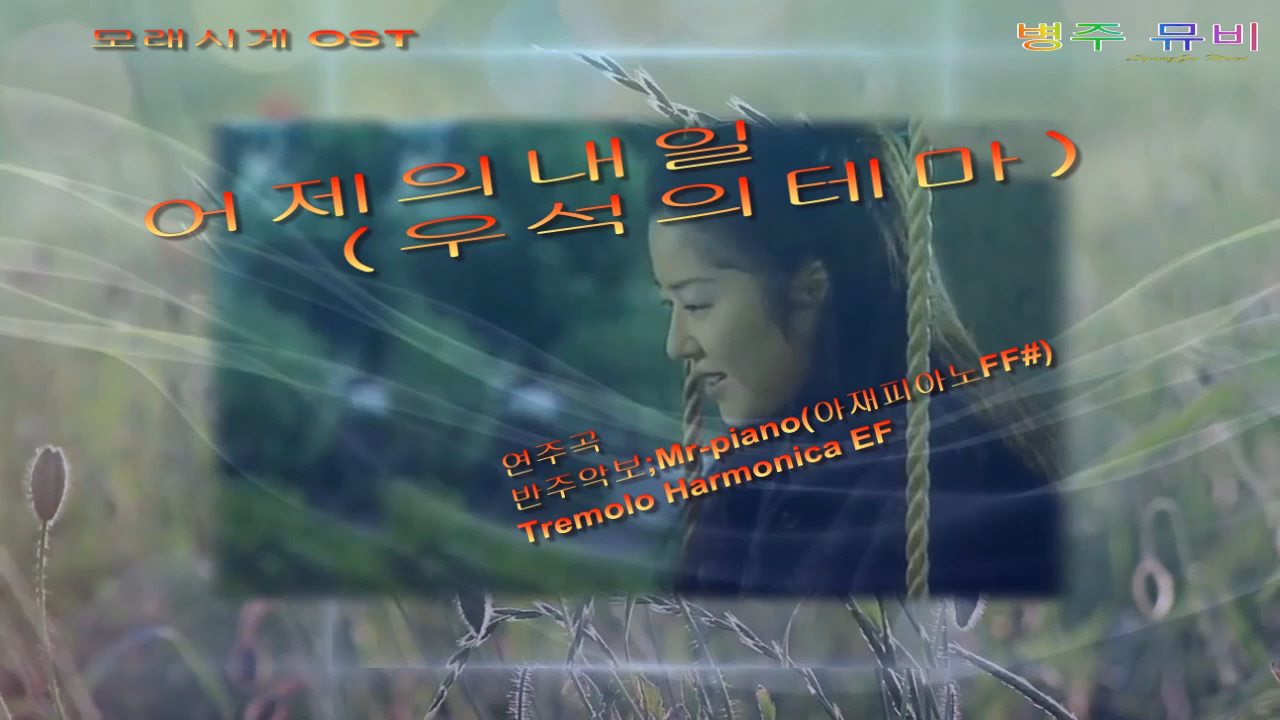 모래시계 OST
병주 뮤비
어제의내일
(우석의테마)
연주곡
반주악보;Mr-piano(아재피아노FF#)
Tremolo Harmonica EF